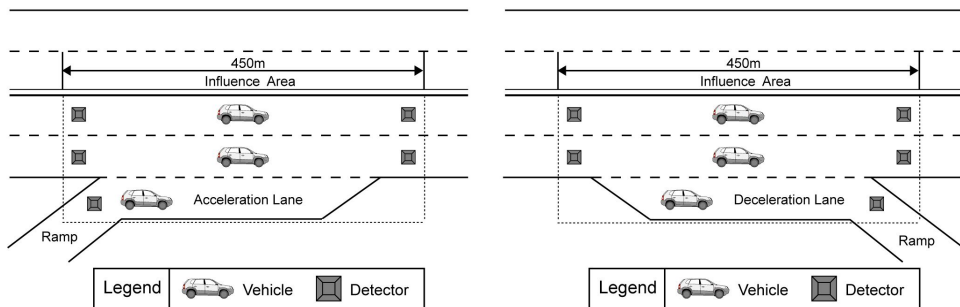 450m
Influence Area
Acceleration Lane
Ramp
Legend Vehicle Detector
450m
Influence Area
Deceleration Lane
Ramp
Legend Vehicle Detector